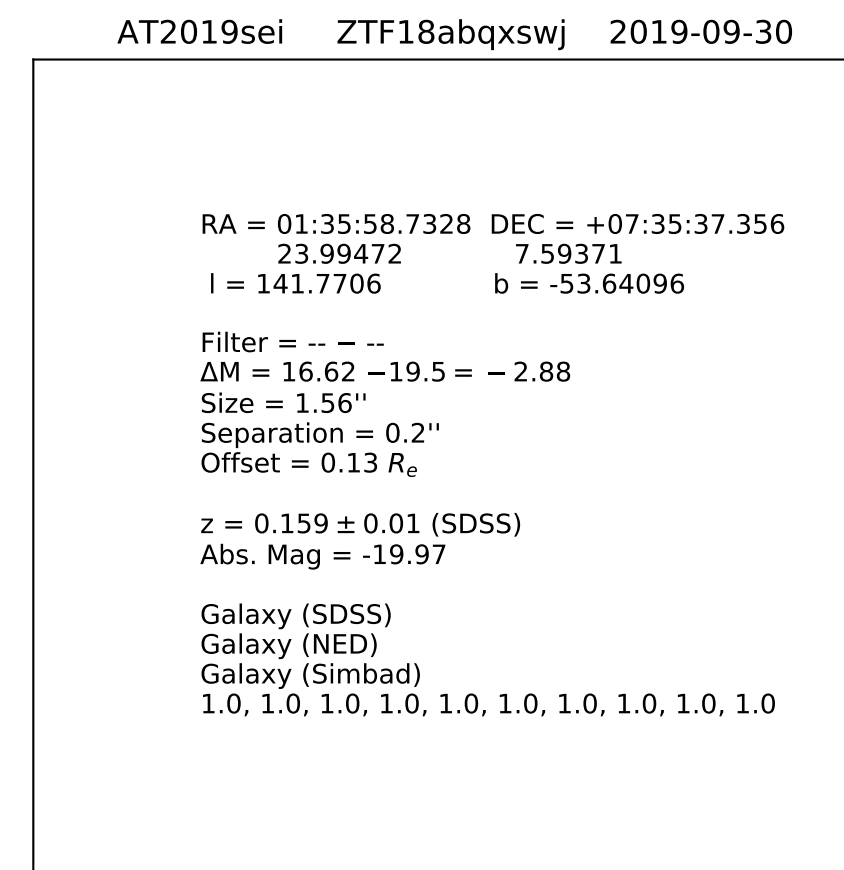 AT2019sei ZTF18abqxswj 2019-09-30
RA = 01:35:58.7328 DEC = +07:35:37.356
23.99472 7.59371
l = 141.7706 b = -53.64096
Filter = -- − --
ΔM = 16.62 −19.5 = − 2.88
Size = 1.56''
Separation = 0.2''
Offset = 0.13 Rₑ
z = 0.159 ± 0.01 (SDSS)
Abs. Mag = -19.97
Galaxy (SDSS)
Galaxy (NED)
Galaxy (Simbad)
1.0, 1.0, 1.0, 1.0, 1.0, 1.0, 1.0, 1.0, 1.0, 1.0